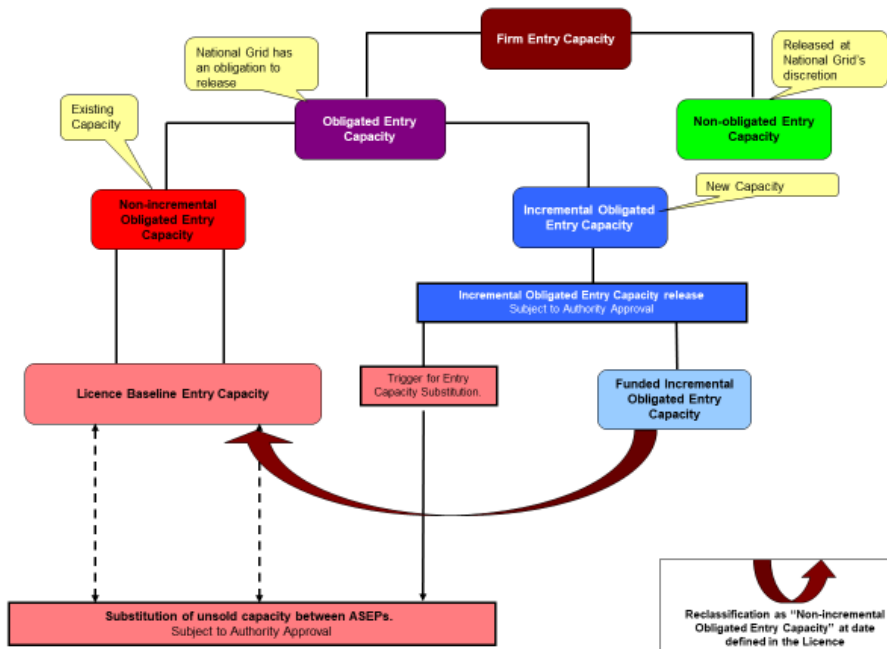 Firm Entry Capacity
National Grid has
an obligation to
release
Released at
National Grid's
discretion
Existing
Capacity
Obligated Entry
Capacity
Non-obligated Entry
Capacity
New Capacity
Non-incremental
Obligated Entry
Capacity
Incremental Obligated
Entry Capacity
Incremental Obligated Entry Capacity release
Subject to Authority Approval
Licence Baseline Entry Capacity
Trigger for Entry
Capacity Substitution.
Funded Incremental
Obligated Entry
Capacity
Substitution of unsold capacity between ASEPs.
Subject to Authority Approval
Reclassification as “Non-incremental
Obligated Entry Capacity” at date
defined in the Licence